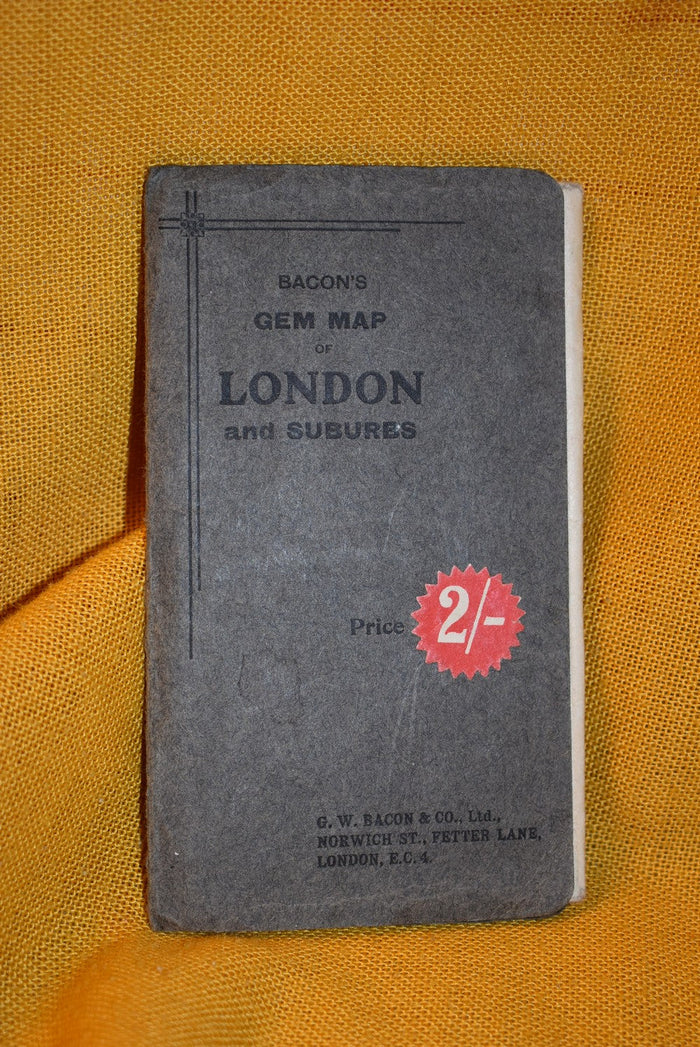 BACON'S
GEM MAP
OF
LONDON
and SUBURBS
Price 2/-
G. W. BACON & CO., Ltd.,
NORWICH ST., FETTER LANE,
LONDON, E.C. 4.